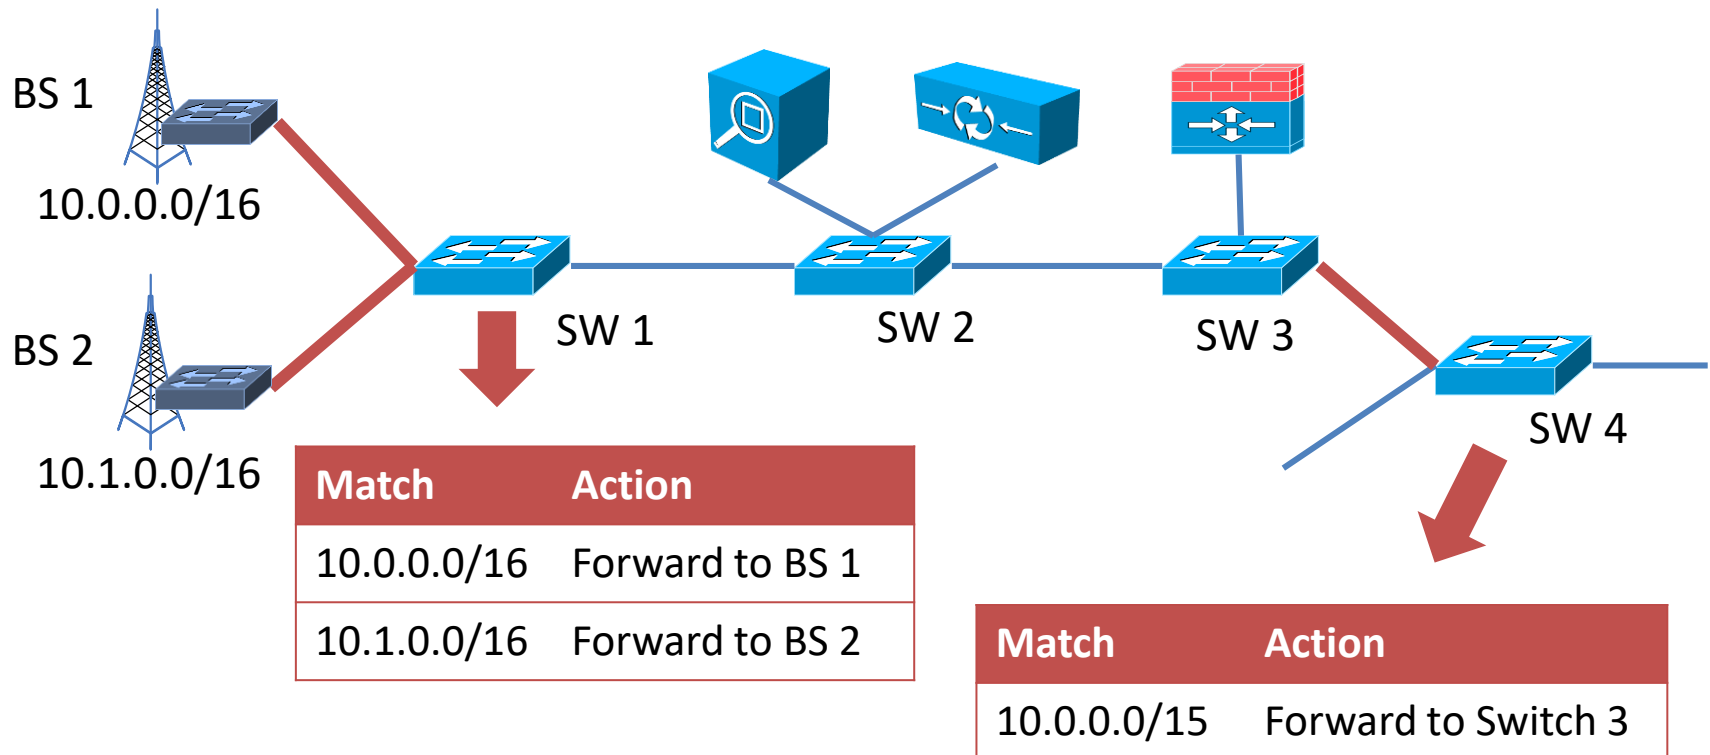 BS 1
10.0.0.0/16
BS 2
10.1.0.0/16
SW 1
SW 2
SW 3
SW 4
Match Action
10.0.0.0/16 Forward to BS 1
10.1.0.0/16 Forward to BS 2
Match Action
10.0.0.0/15 Forward to Switch 3